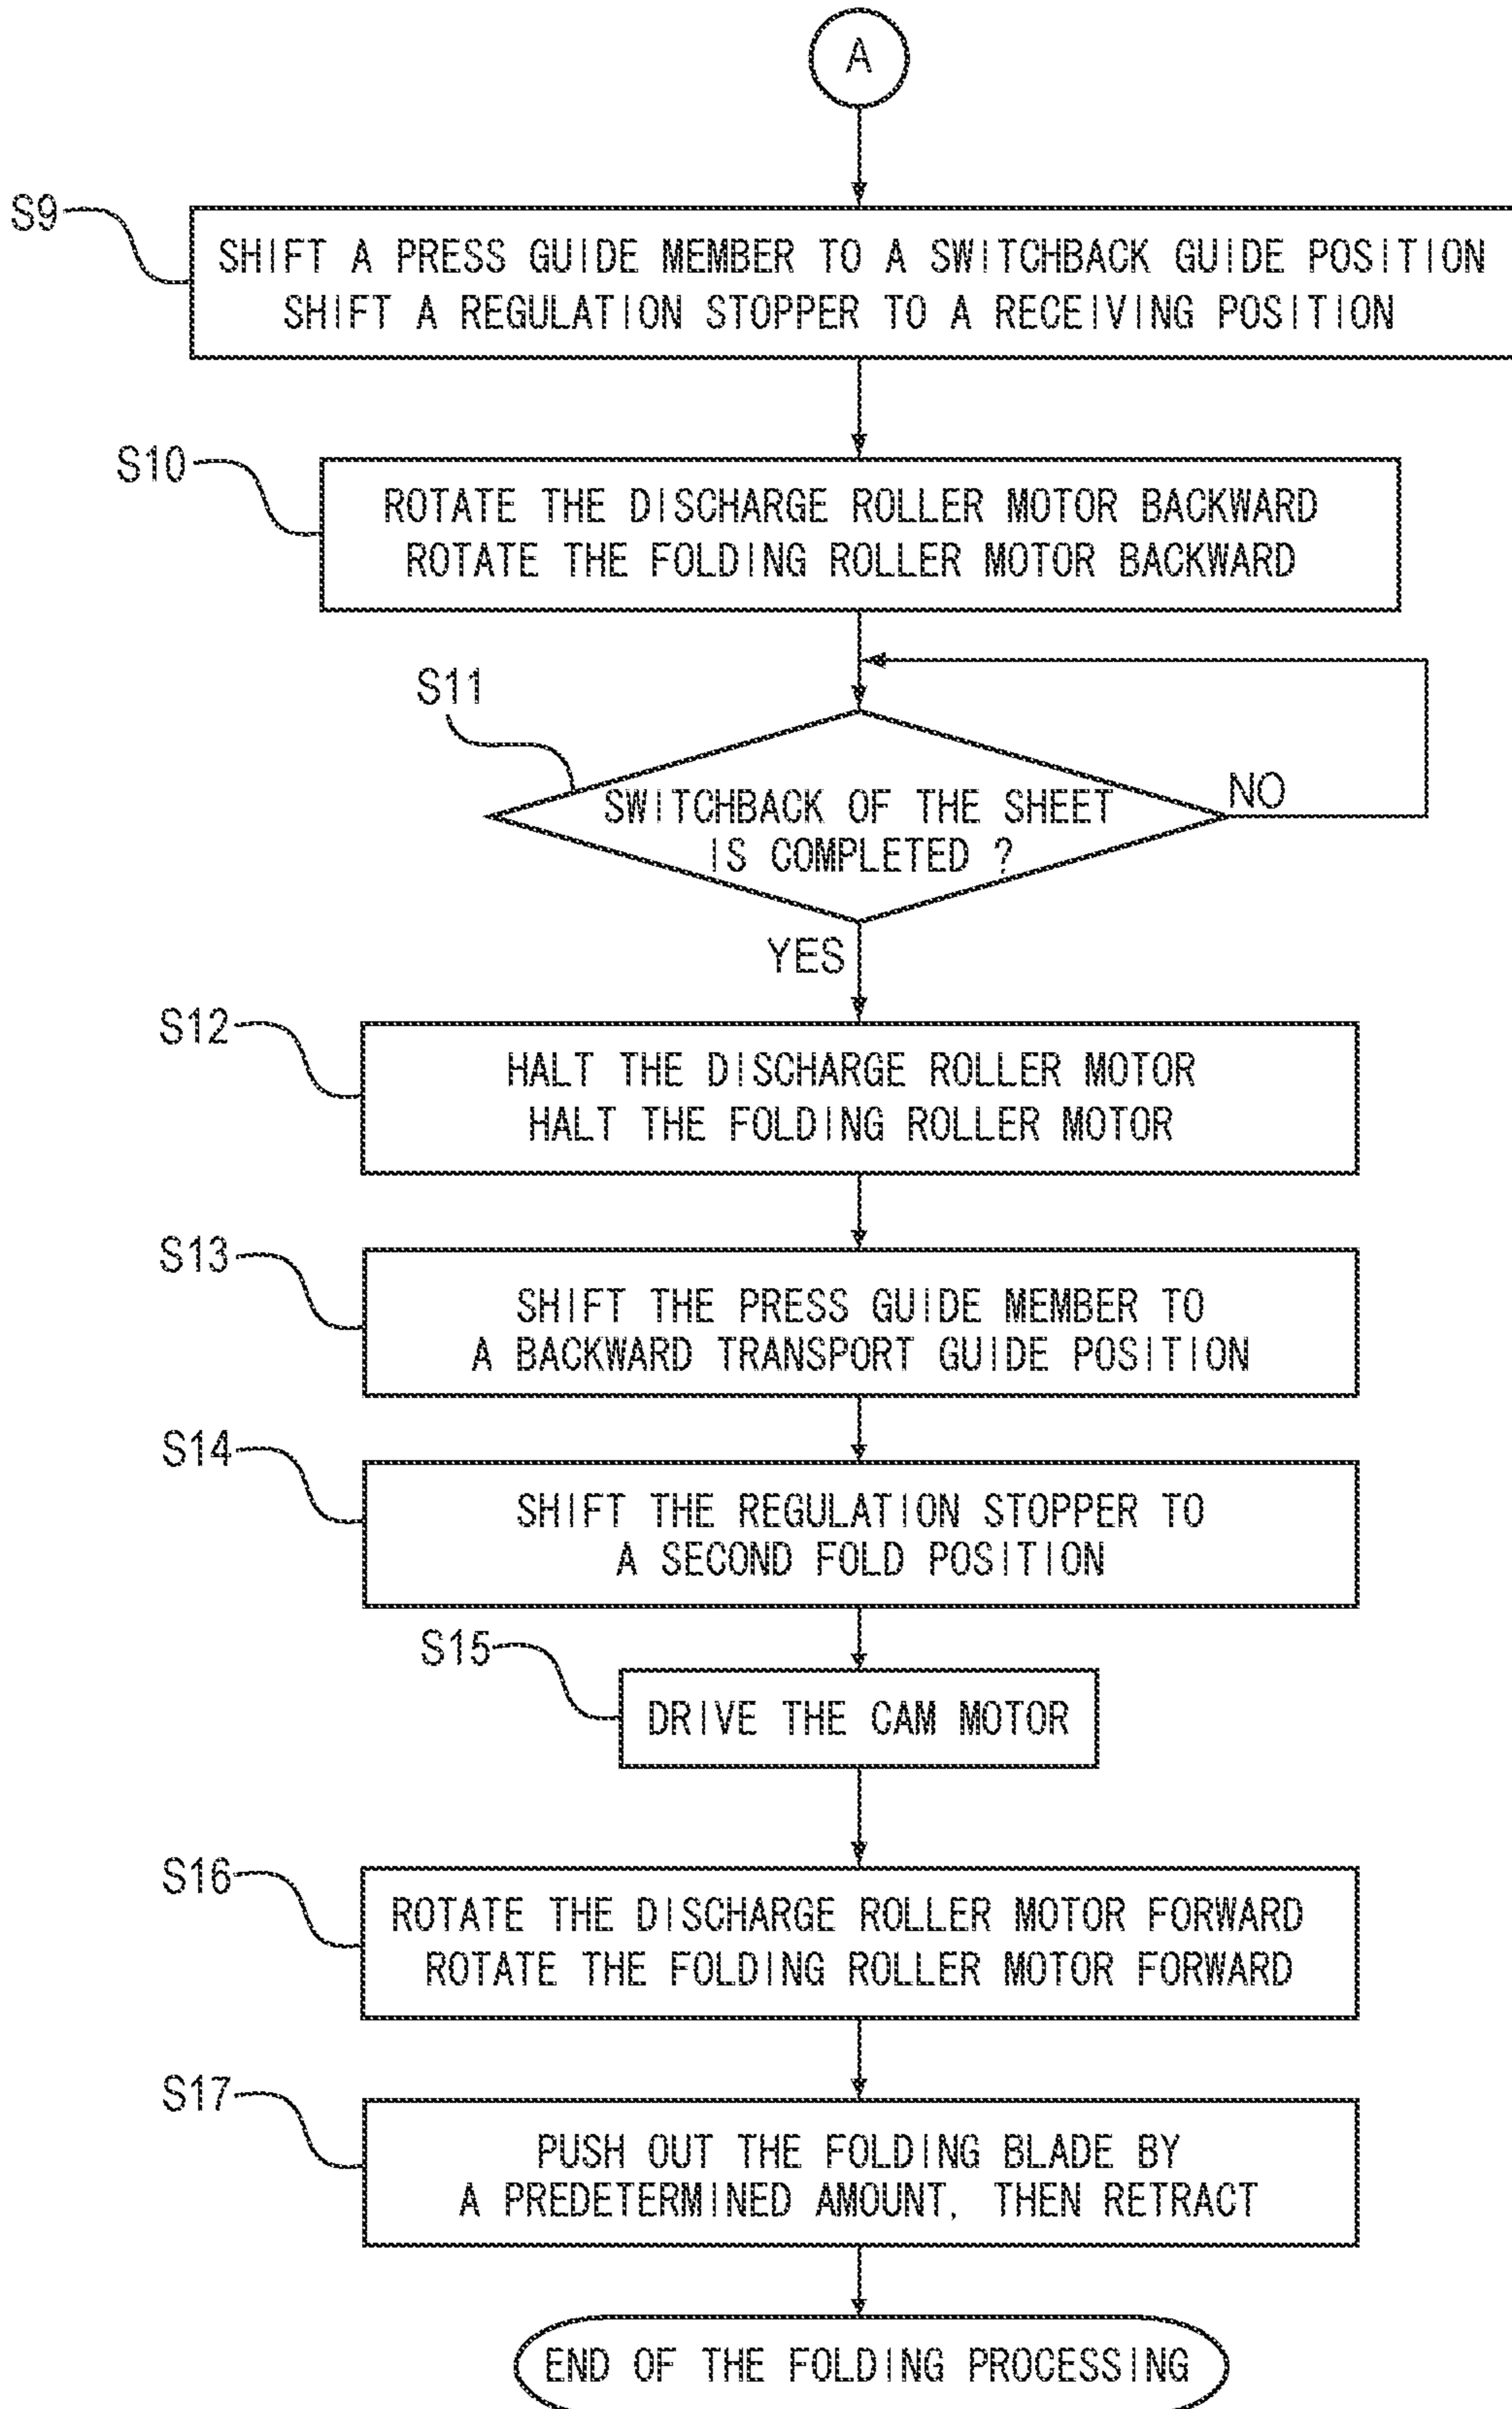 A
S9
SHIFT A PRESS GUIDE MEMBER TO A SWITCHBACK GUIDE POSITION
SHIFT A REGULATION STOPPER TO A RECEIVING POSITION
S10
ROTATE THE DISCHARGE ROLLER MOTOR BACKWARD
ROTATE THE FOLDING ROLLER MOTOR BACKWARD
S11
SWITCHBACK OF THE SHEET
IS COMPLETED ?
NO
YES
S12
HALT THE DISCHARGE ROLLER MOTOR
HALT THE FOLDING ROLLER MOTOR
S13
SHIFT THE PRESS GUIDE MEMBER TO
A BACKWARD TRANSPORT GUIDE POSITION
S14
SHIFT THE REGULATION STOPPER TO
A SECOND FOLD POSITION
S15
DRIVE THE CAM MOTOR
S16
ROTATE THE DISCHARGE ROLLER MOTOR FORWARD
ROTATE THE FOLDING ROLLER MOTOR FORWARD
S17
PUSH OUT THE FOLDING BLADE BY
A PREDETERMINED AMOUNT, THEN RETRACT
END OF THE FOLDING PROCESSING